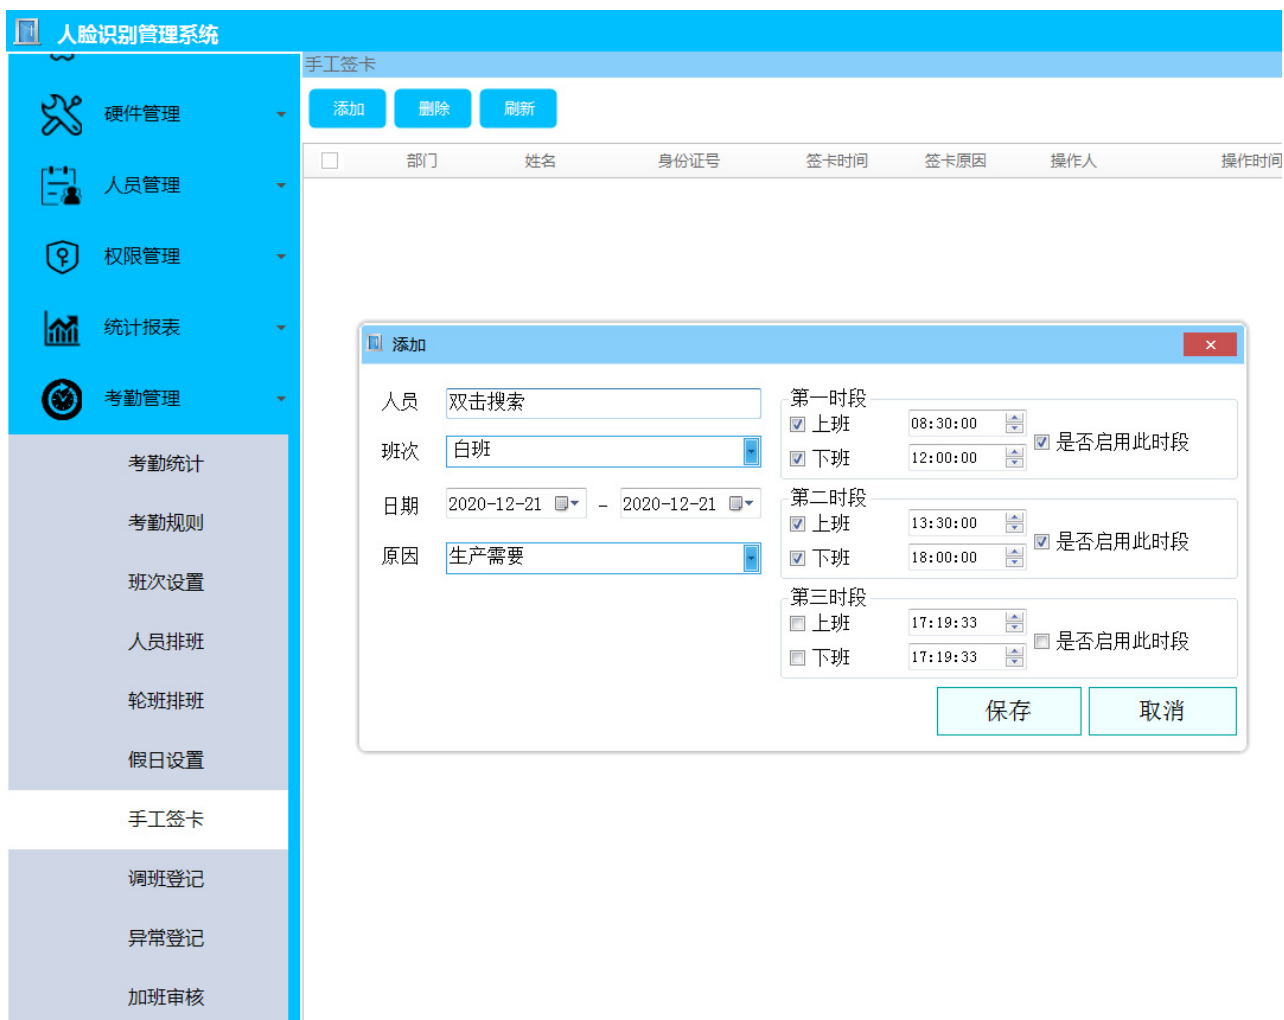 人脸识别管理系统
硬件管理
人员管理
权限管理
统计报表
考勤管理
考勤统计
考勤规则
班次设置
人员排班
轮班排班
假日设置
手工签卡
调班登记
异常登记
加班审核
手工签卡
添加 删除 刷新
部门 姓名 身份证号 签卡时间 签卡原因 操作人 操作时间
添加
人员 双击搜索
班次 白班
日期 2020-12-21 - 2020-12-21
原因 生产需要
第一时段
上班 08:30:00
下班 12:00:00
是否启用此时段
第二时段
上班 13:30:00
下班 18:00:00
是否启用此时段
第三时段
上班 17:19:33
下班 17:19:33
是否启用此时段
保存 取消